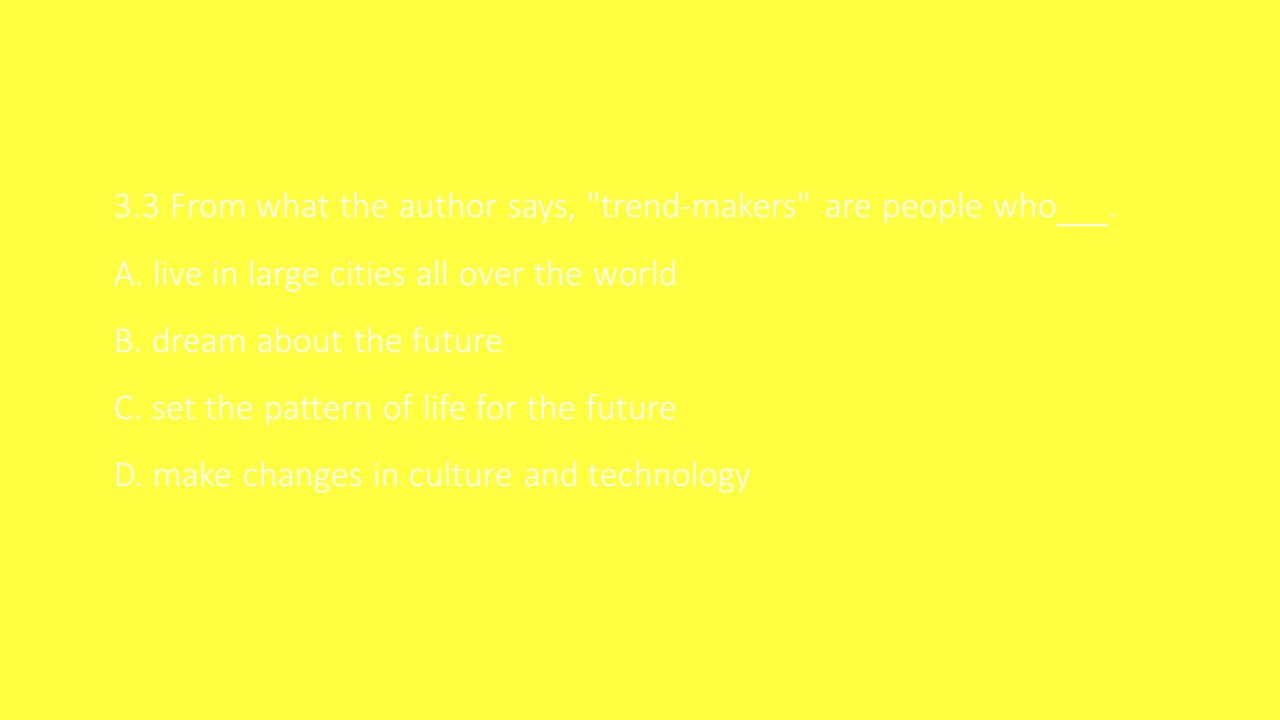 3.3 From what the author says, "trend-makers" are people who___.
A. live in large cities all over the world
B. dream about the future
C. set the pattern of life for the future
D. make changes in culture and technology